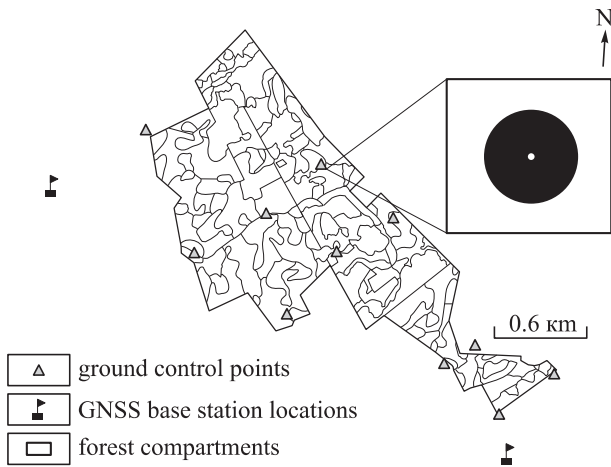 N
0.6 км
ground control points
GNSS base station locations
forest compartments